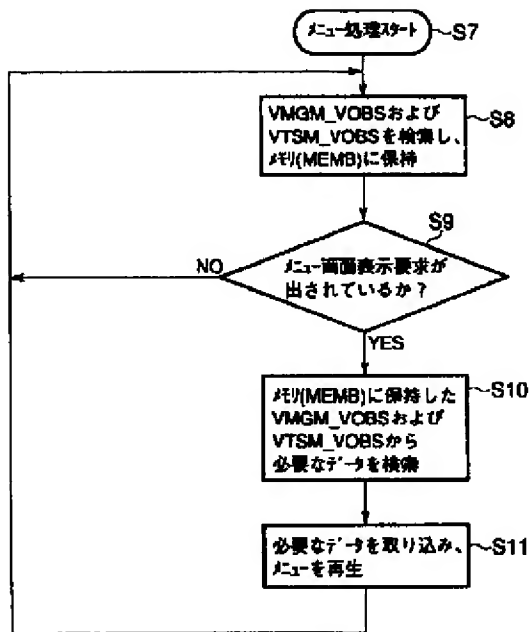 メニュー処理スタート
S7
VMGM_VOBSおよび
VTSM_VOBSを検索し、
メモリ(MEMB)に保持
S8
S9
メニュー画面表示要求が
出されているか?
NO
YES
メモリ(MEMB)に保持した
VMGM_VOBSおよび
VTSM_VOBSから
必要なデータを検索
S10
必要なデータを取り込み、
メニューを再生
S11